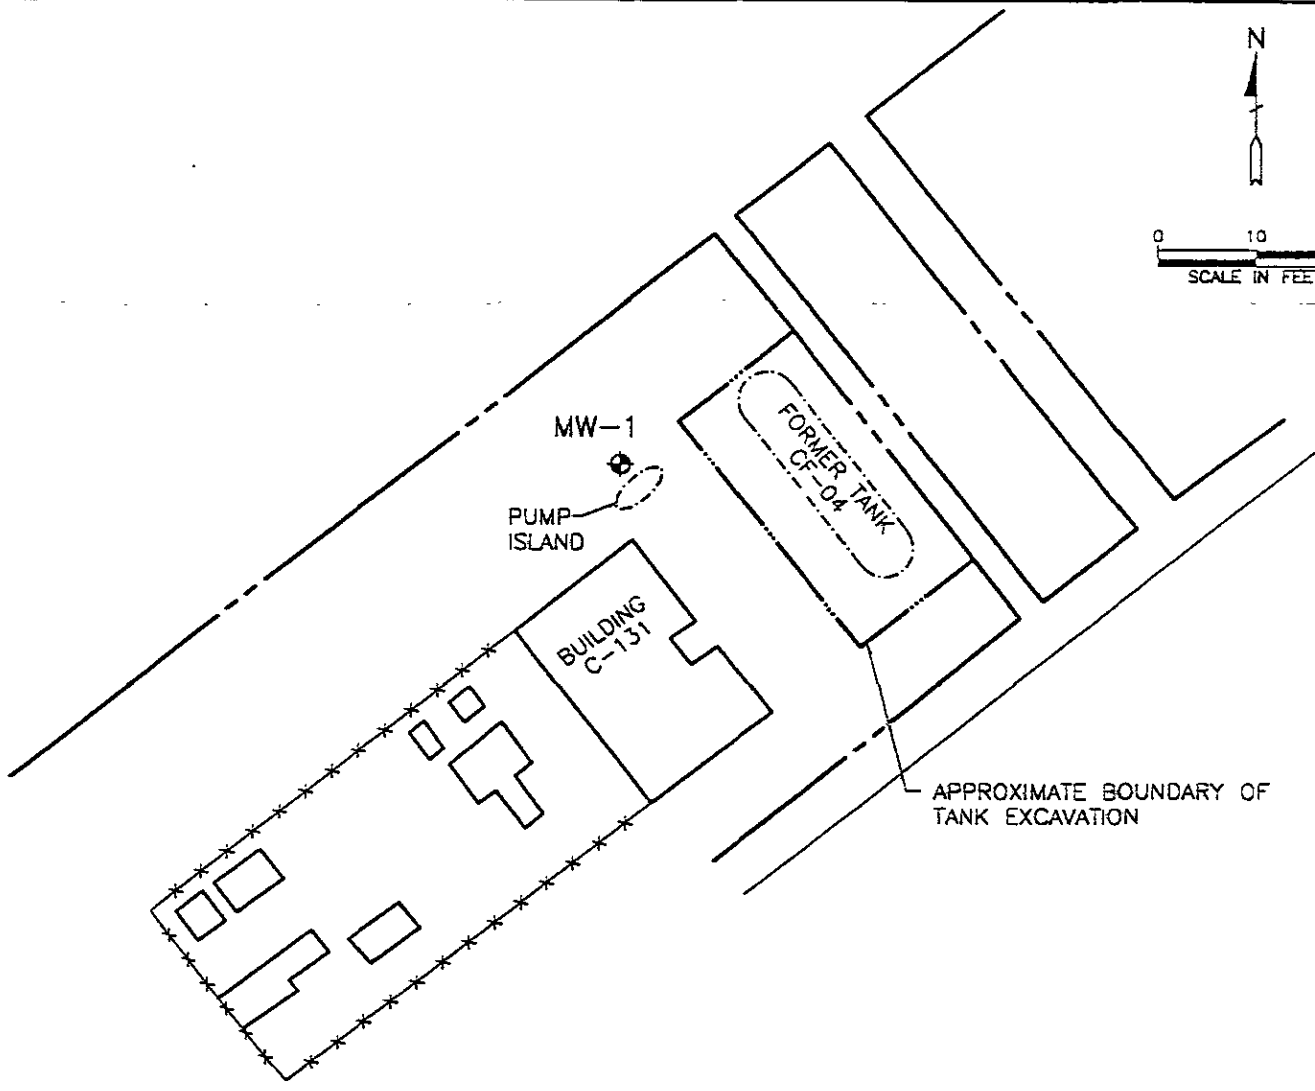 N
0 10
SCALE IN FEE
MW-1
FORMER TANK
CF-04
PUMP
ISLAND
BUILDING
C-131
APPROXIMATE BOUNDARY OF
TANK EXCAVATION